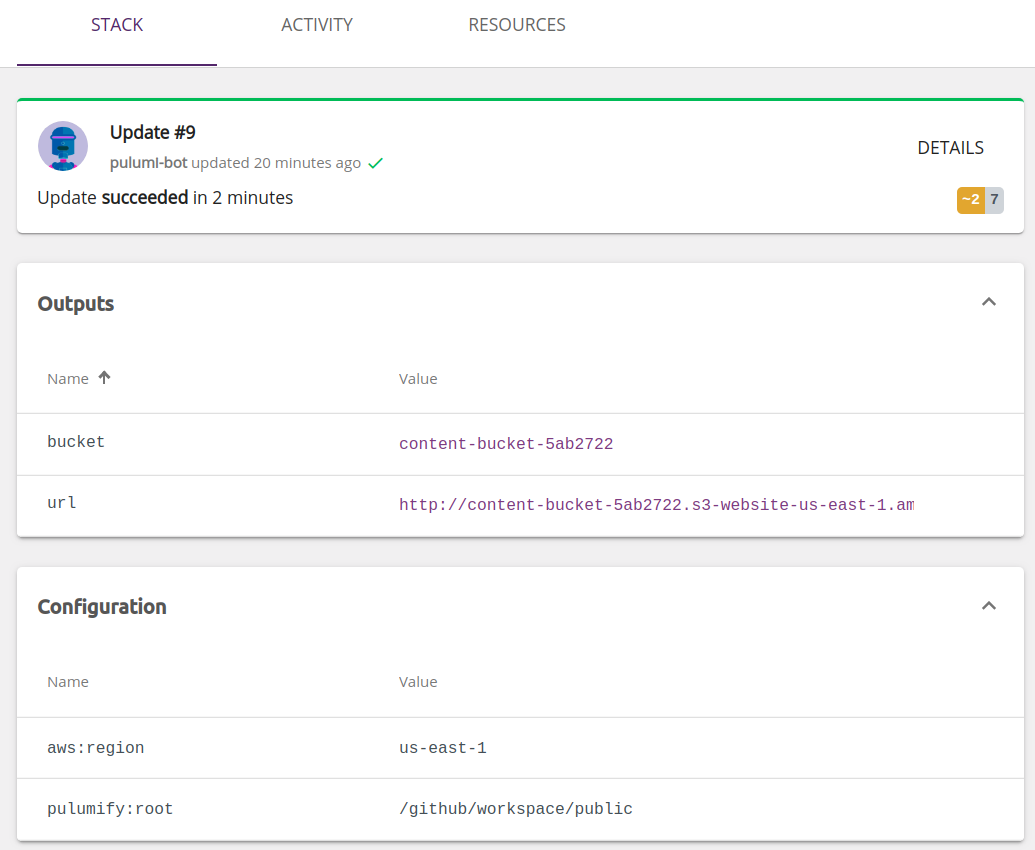 STACK ACTIVITY RESOURCES
Update #9
pulumi-bot updated 20 minutes ago
DETAILS
Update succeeded in 2 minutes
~2 7
Outputs
Name Value
bucket content-bucket-5ab2722
url http://content-bucket-5ab2722.s3-website-us-east-1.am
Configuration
Name Value
aws:region us-east-1
pulumify:root /github/workspace/public